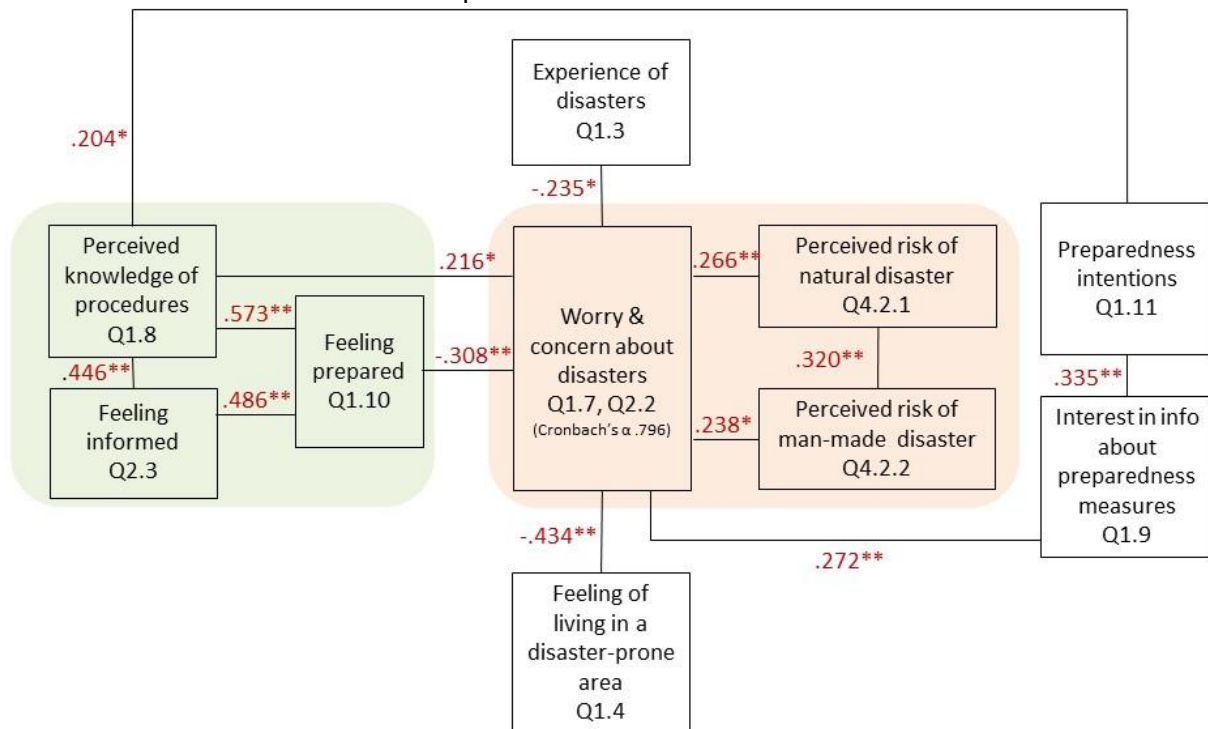 Experience of
disasters
Q1.3
.204*
-.235*
Perceived
knowledge of
procedures
Q1.8
.216*
.573**
.446**
Feeling
prepared
Q1.10
.486**
Feeling
informed
Q2.3
-.308**
Worry &
concern about
disasters
Q1.7, Q2.2
(Cronbach's α .796)
.266**
Perceived risk of
natural disaster
Q4.2.1
.320**
.238*
Perceived risk of
man-made disaster
Q4.2.2
Preparedness
intentions
Q1.11
.335**
Interest in info
about
preparedness
measures
Q1.9
-.434**
.272**
Feeling of
living in a
disaster-prone
area
Q1.4